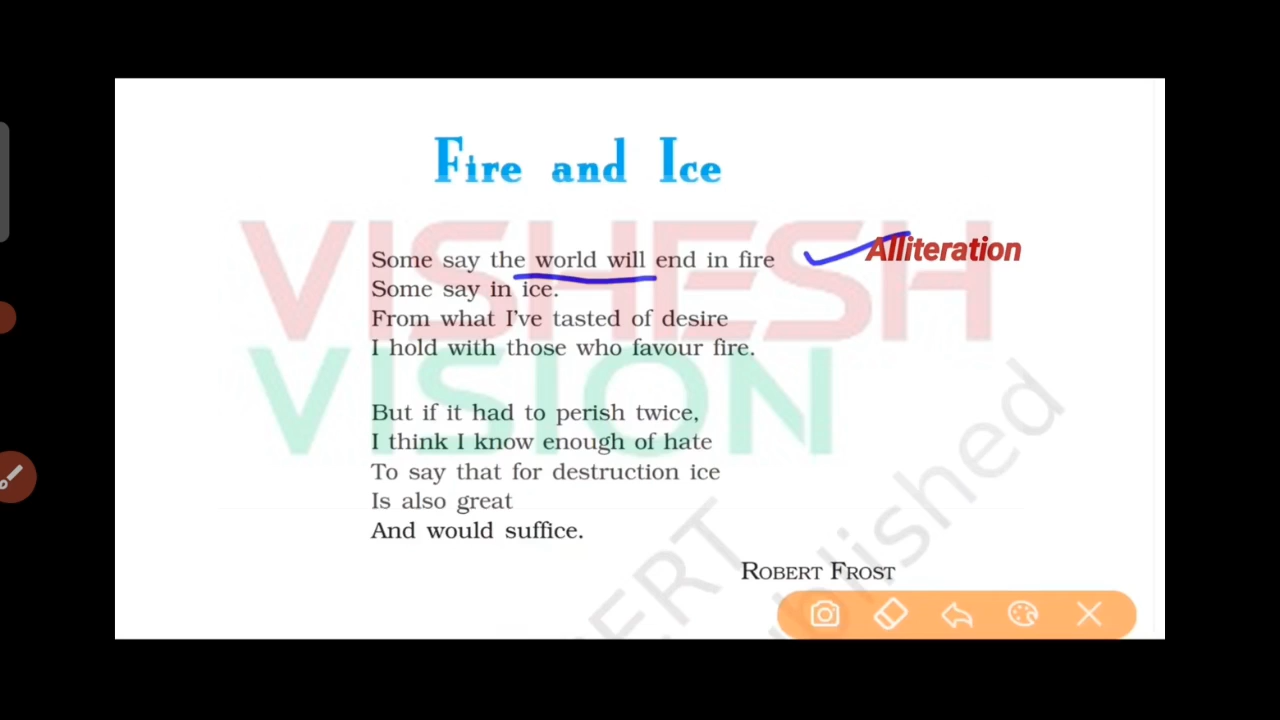 Fire and Ice
VISHESH
VISION
Some say the world will end in fire
Alliteration
Some say in ice.
From what I've tasted of desire
I hold with those who favour fire.
But if it had to perish twice,
I think I know enough of hate
To say that for destruction ice
Is also great
And would suffice.
ROBERT FROST